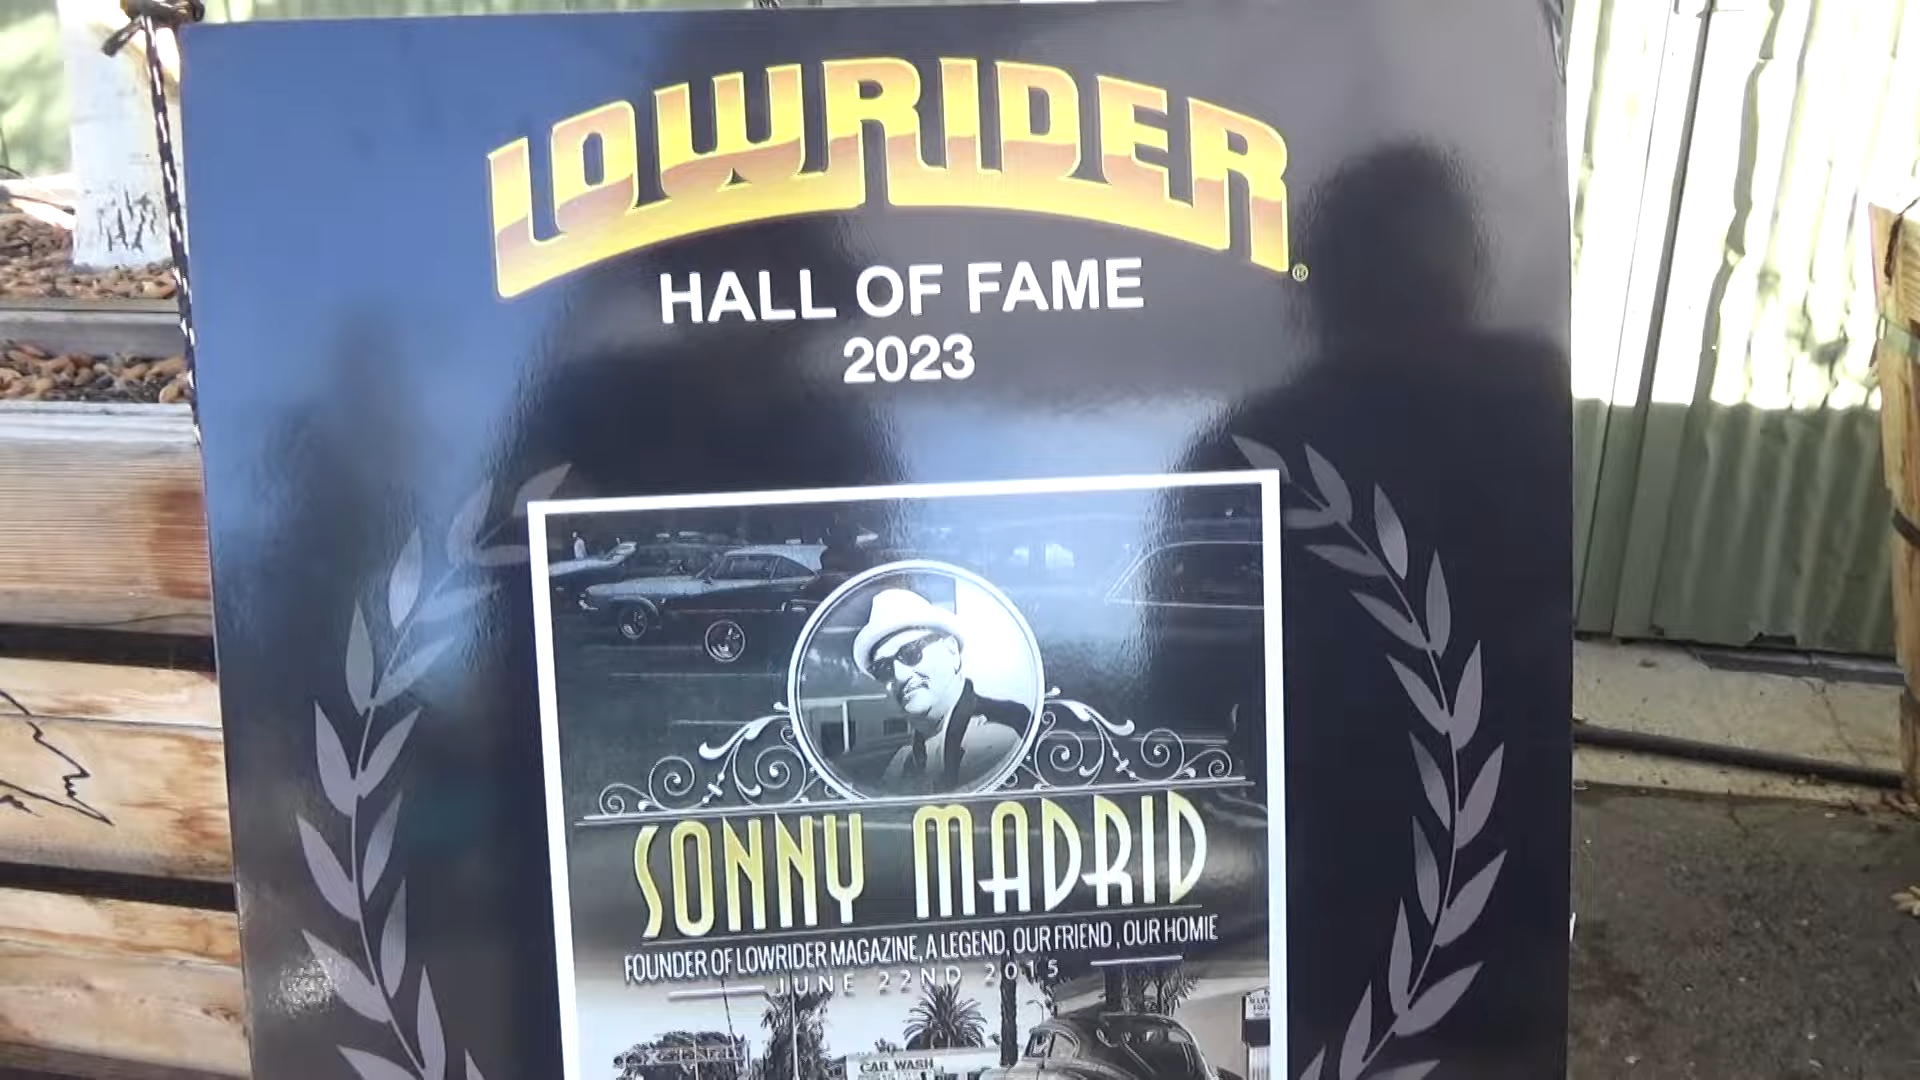 LOWRIDER®
HALL OF FAME
2023
SONNY MADRID
FOUNDER OF LOWRIDER MAGAZINE, A LEGEND, OUR FRIEND, OUR HOMIE
JUNE 22ND 2015
CAR WASH